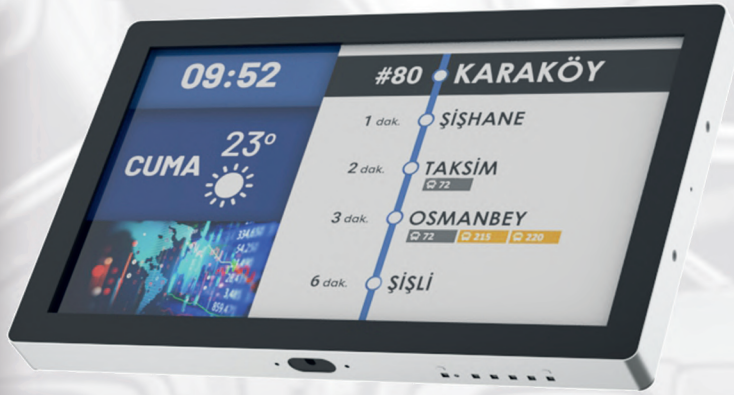 09:52
CUMA 23°
#80 KARAKÖY
1 dak. ŞİŞHANE
2 dak. TAKSİM
72
3 dak. OSMANBEY
72 215 220
6 dak. ŞİŞLİ